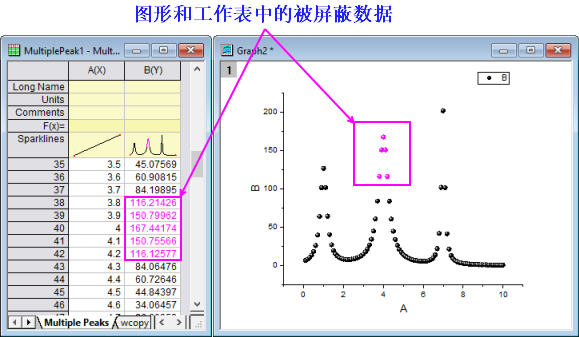 图形和工作表中的被屏蔽数据
MultiplePeak1 - Mult...
A(X) B(Y)
Long Name
Units
Comments
F(x)=
Sparklines
35 3.5 45.07569
36 3.6 60.90815
37 3.7 84.19895
38 3.8 116.21426
39 3.9 150.79962
40 4 167.44174
41 4.1 150.75566
42 4.2 116.12577
43 4.3 84.06476
44 4.4 60.72646
45 4.5 44.84397
46 4.6 34.06457
Multiple Peaks wcopy
Graph2 *
1
B
200
150
100
50
0
B
0 2 4 6 8 10
A